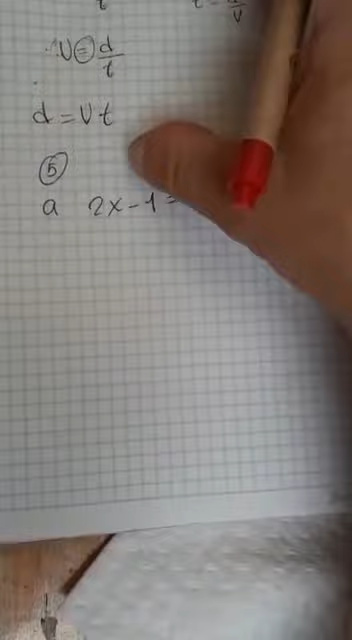 t = d/v
v = d/t
d = v t
5
a 2x - 1 =